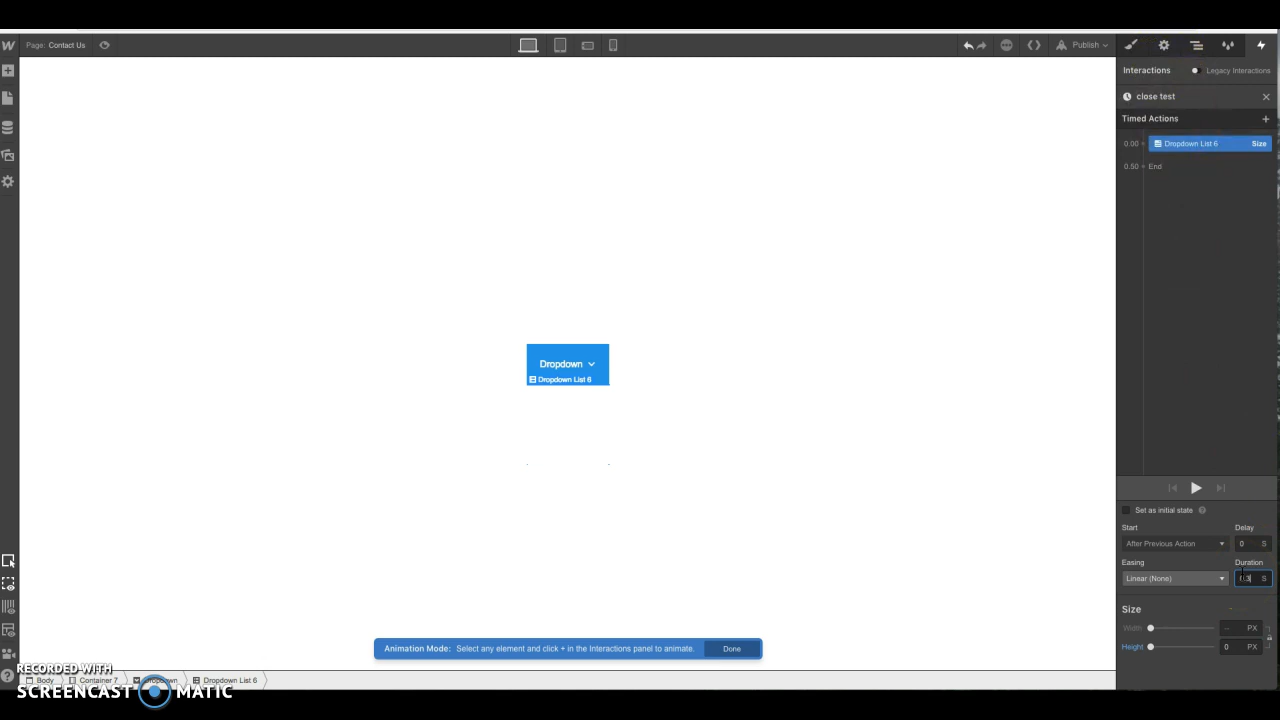 Page: Contact Us
Publish
Interactions
Legacy Interactions
close test
Timed Actions
0.00
Dropdown List 6
Size
0.50
End
Dropdown
Dropdown List 6
Set as initial state
Start
Delay
After Previous Action
0 S
Easing
Duration
Linear (None)
S
Size
Width
-- PX
Height
0 PX
Animation Mode: Select any element and click + in the Interactions panel to animate.
Done
Body
Container 7
Dropdown List 6
RECORDED WITH
SCREENCAST MATIC